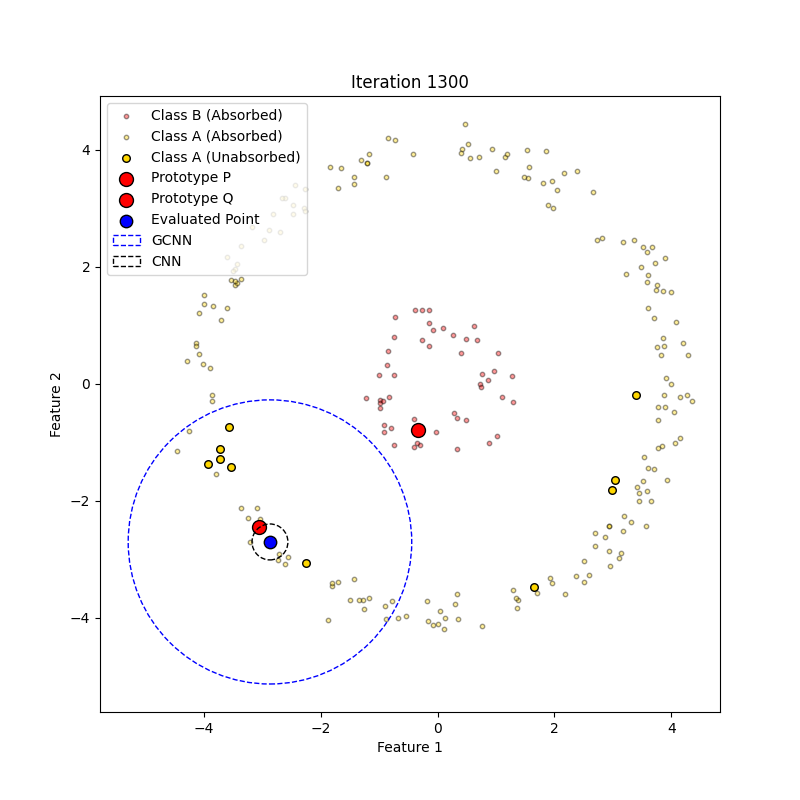 Iteration 1300
Class B (Absorbed)
Class A (Absorbed)
Class A (Unabsorbed)
Prototype P
Prototype Q
Evaluated Point
GCNN
CNN
4
2
0
−2
−4
Feature 2
−4 −2 0 2 4
Feature 1